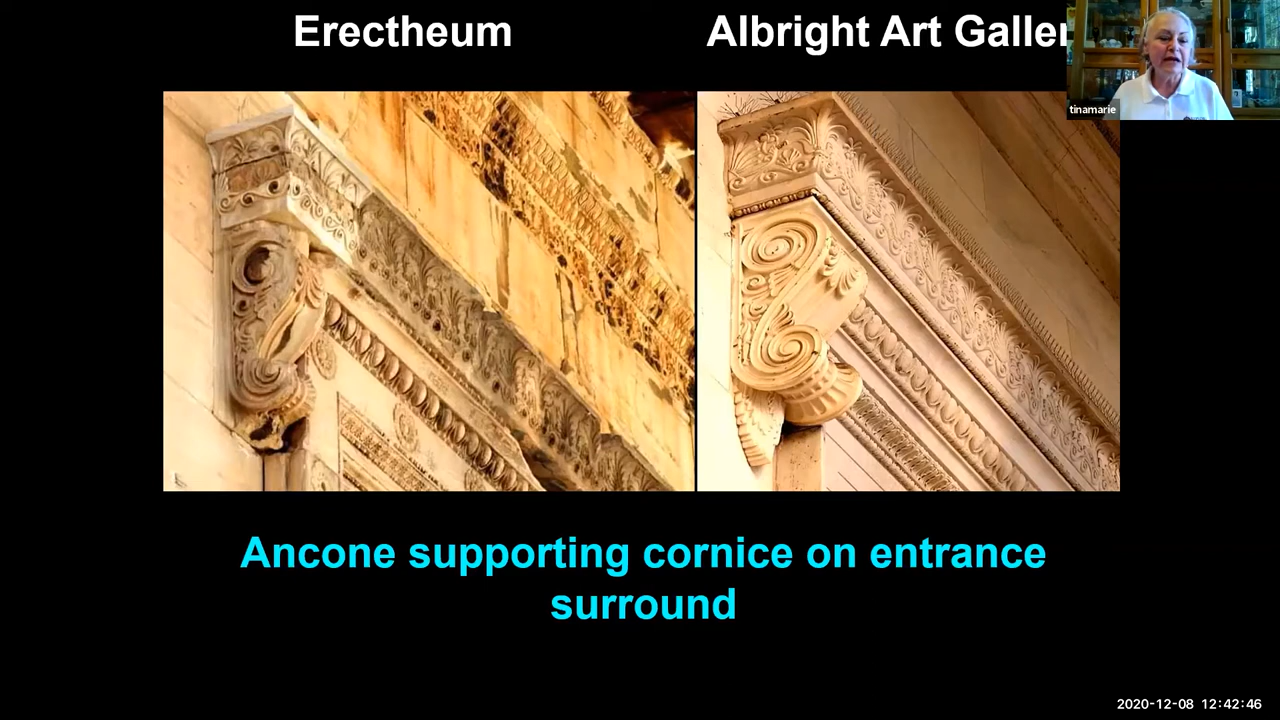 Erectheum
Albright Art Galler
tinamarie
Ancone supporting cornice on entrance
surround
2020-12-08 12:42:46